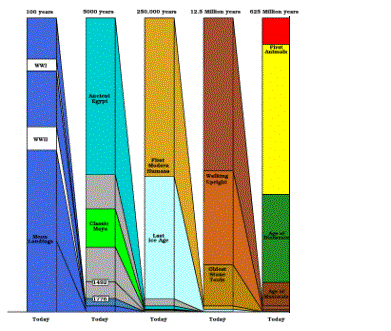 100 years
5000 years
250,000 years
12.5 Million years
625 Million years
WWI
WWII
Moon
Landings
Ancient
Egypt
Classic
Maya
1492
1776
First
Modern
Humans
Last
Ice Age
Walking
Upright
Oldest
Stone
Tools
First
Animals
Age of
Dinosaurs
Age of
Mammals
Today
Today
Today
Today
Today